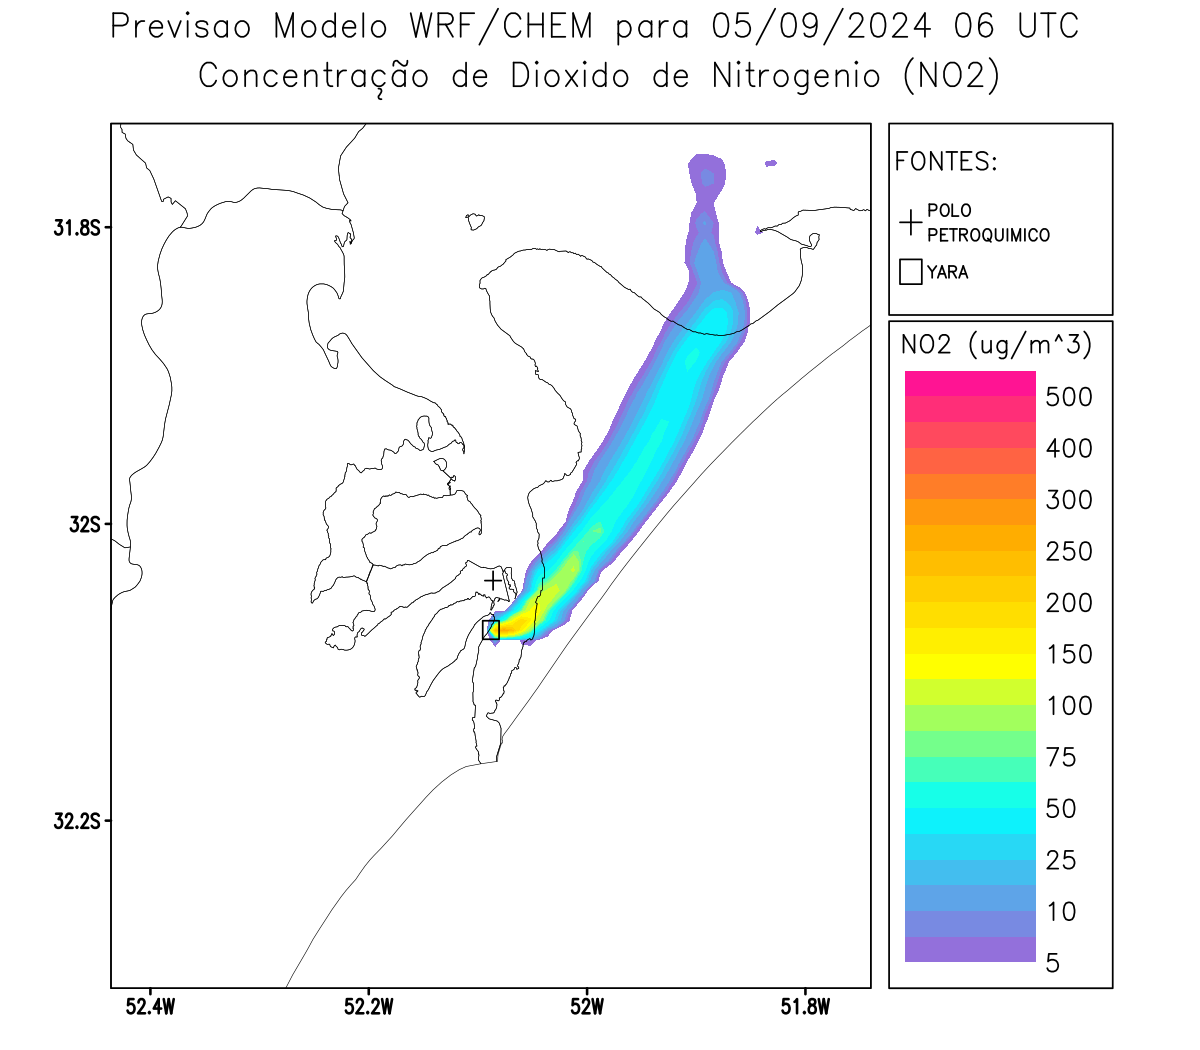 Previsao Modelo WRF/CHEM para 05/09/2024 06 UTC
Concentração de Dioxido de Nitrogenio (NO2)
FONTES:
POLO
PETROQUIMICO
YARA
NO2 (ug/m^3)
500
400
300
250
200
150
100
75
50
25
10
5
31.8S
32S
32.2S
52.4W
52.2W
52W
51.8W